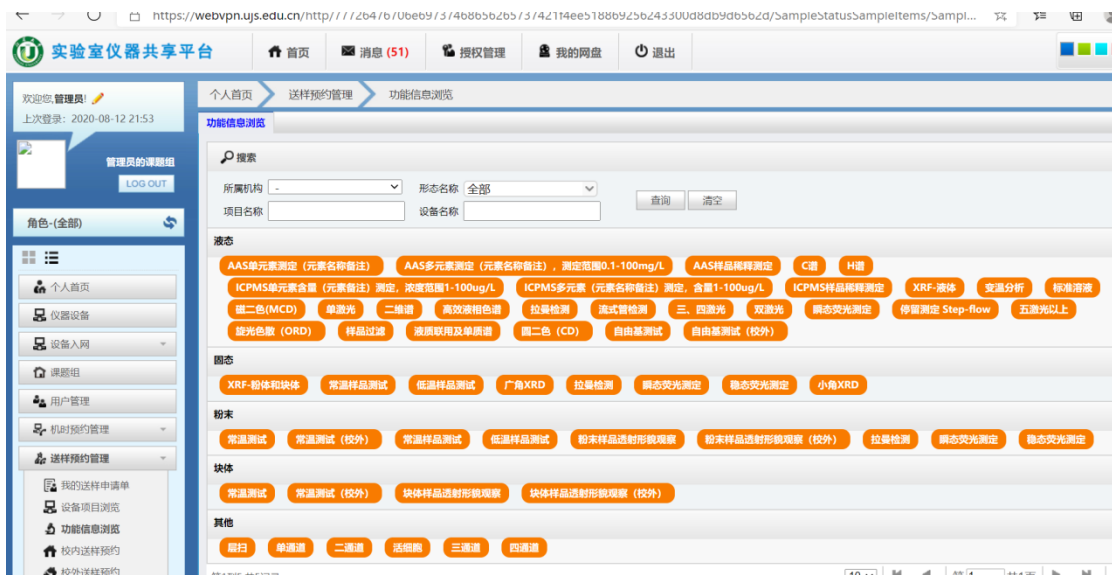 https://webvpn.ujs.edu.cn/http/77726476706e69737468656265737421f4ee51886925624 3300d8db9d6562d/SampleStatusSampleItems/Sampl...
实验室仪器共享平台
首页 消息 (51) 授权管理 我的网盘 退出
欢迎您,管理员!
上次登录：2020-08-12 21:53
管理员的课题组
LOG OUT
角色-(全部)
个人首页
仪器设备
设备入网
课题组
用户管理
机时预约管理
送样预约管理
我的送样申请单
设备项目浏览
功能信息浏览
校内送样预约
校外送样预约
个人首页 送样预约管理 功能信息浏览
功能信息浏览
搜索
所属机构 - 形态名称 全部 查询 清空
项目名称 设备名称
液态
AAS单元素测定（元素名称备注） AAS多元素测定（元素名称备注）, 测定范围0.1-100mg/L AAS样品稀释测定 C谱 H谱
ICPMS单元素含量（元素备注）测定，浓度范围1-100ug/L ICPMS多元素（元素名称备注）测定, 含量1-100ug/L ICPMS样品稀释测定 XRF-液体 变温分析 标准溶液
磁二色(MCD) 单激光 二维谱 高效液相色谱 拉曼检测 流式管检测 三、四激光 双激光 瞬态荧光测定 停留测定 Step-flow 五激光以上
旋光色散（ORD） 样品过滤 液质联用及单质谱 圆二色（CD） 自由基测试 自由基测试（校外）
固态
XRF-粉体和块体 常温样品测试 低温样品测试 广角XRD 拉曼检测 瞬态荧光测定 稳态荧光测定 小角XRD
粉末
常温测试 常温测试（校外） 常温样品测试 低温样品测试 粉末样品透射形貌观察 粉末样品透射形貌观察（校外） 拉曼检测 瞬态荧光测定 稳态荧光测定
块体
常温测试 常温测试（校外） 块体样品透射形貌观察 块体样品透射形貌观察（校外）
其他
层扫 单通道 二通道 活细胞 三通道 四通道